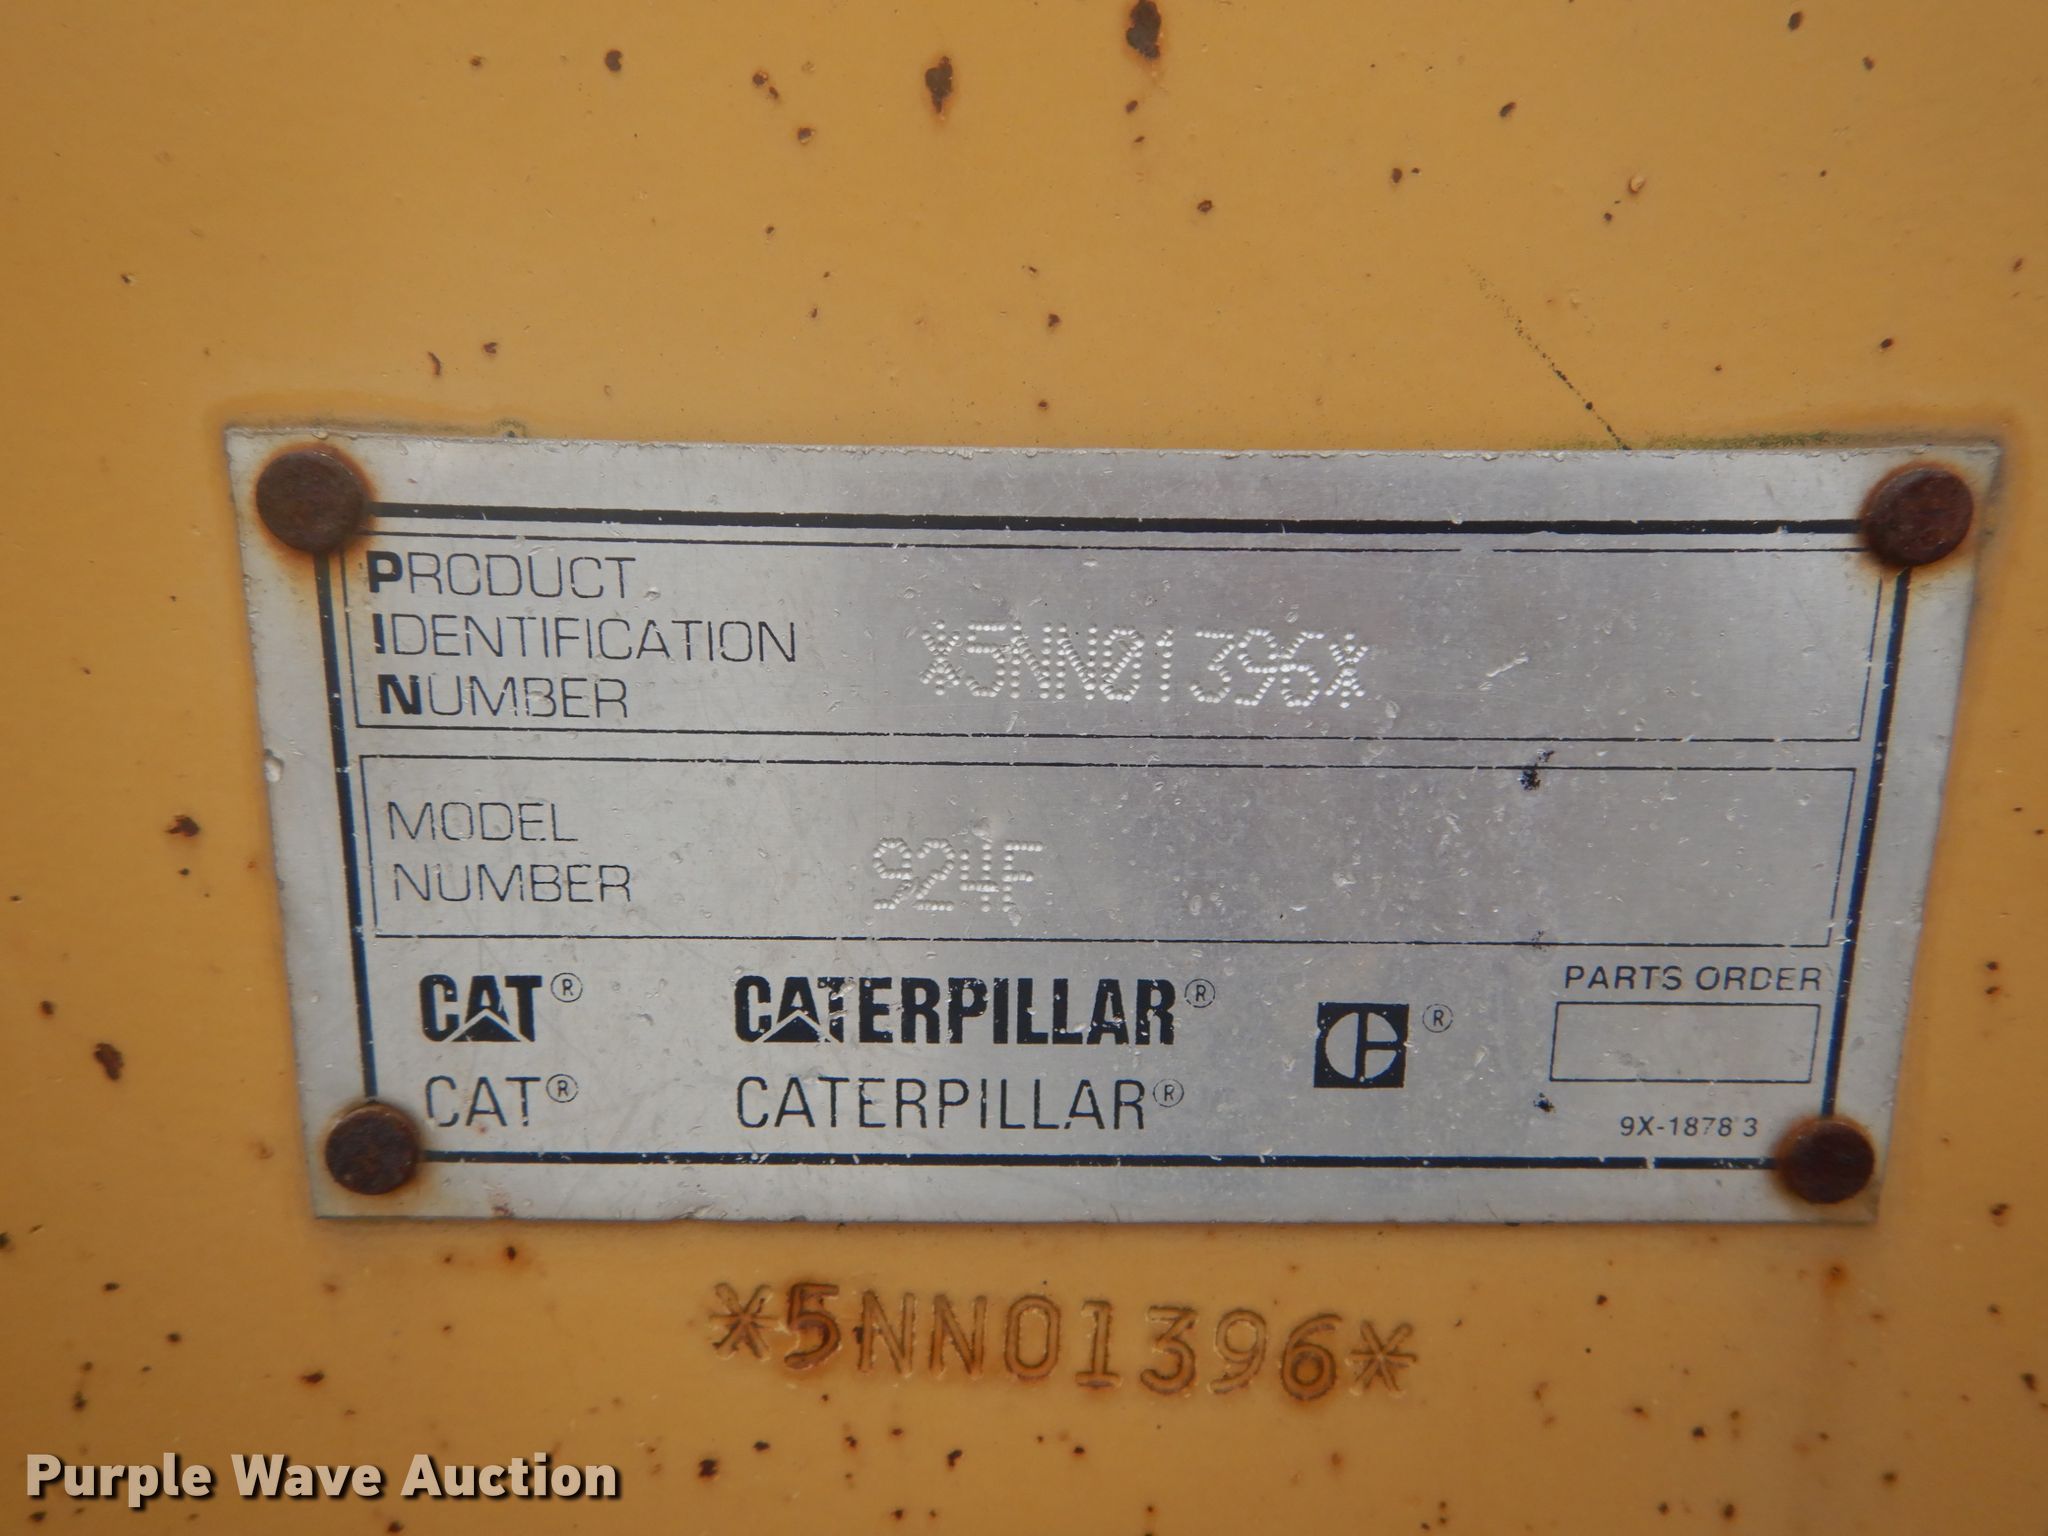 PRODUCT
IDENTIFICATION
NUMBER
*5NN01396*
MODEL
NUMBER
924F
CAT® CATERPILLAR® ®
CAT® CATERPILLAR®
PARTS ORDER
9X-1878 3
*5NN01396*
Purple Wave Auction